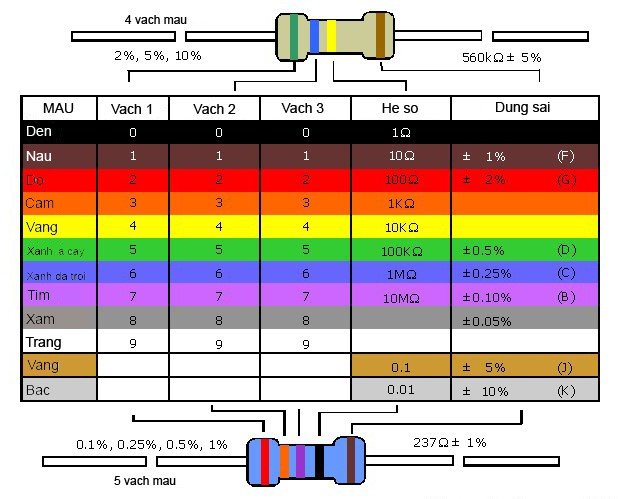 4 vach mau
2%, 5%, 10%
560kΩ ± 5%
MAU Vach 1 Vach 2 Vach 3 He so Dung sai
Den 0 0 0 1Ω
Nau 1 1 1 10Ω ± 1% (F)
Do 2 2 2 100Ω ± 2% (G)
Cam 3 3 3 1KΩ
Vang 4 4 4 10KΩ
Xanh la cay 5 5 5 100KΩ ±0.5% (D)
Xanh da troi 6 6 6 1MΩ ±0.25% (C)
Tim 7 7 7 10MΩ ±0.10% (B)
Xam 8 8 8 ±0.05%
Trang 9 9 9
Vang 0.1 ± 5% (J)
Bac 0.01 ± 10% (K)
0.1%, 0.25%, 0.5%, 1%
237Ω ± 1%
5 vach mau